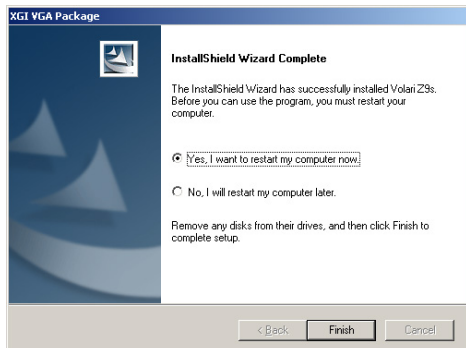 XGI VGA Package
InstallShield Wizard Complete
The InstallShield Wizard has successfully installed Volari Z9s.
Before you can use the program, you must restart your
computer.
Yes, I want to restart my computer now.
No, I will restart my computer later.
Remove any disks from their drives, and then click Finish to
complete setup.
< Back Finish Cancel